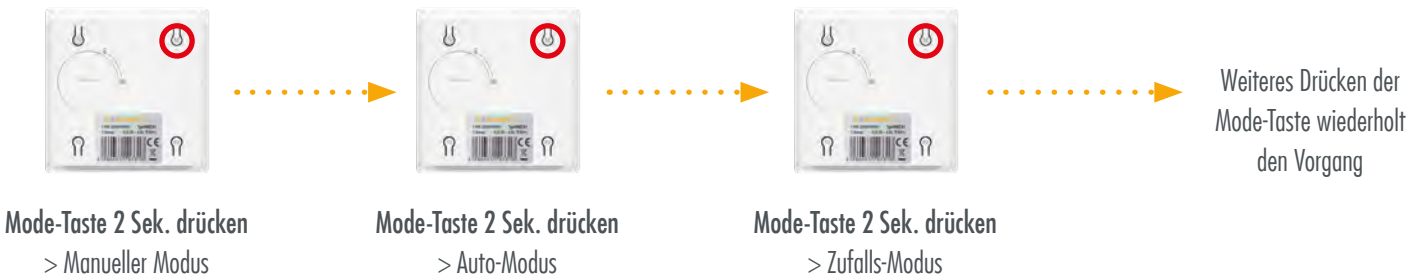 Mode-Taste 2 Sek. drücken
> Manueller Modus
Mode-Taste 2 Sek. drücken
> Auto-Modus
Mode-Taste 2 Sek. drücken
> Zufalls-Modus
Weiteres Drücken der
Mode-Taste wiederholt
den Vorgang